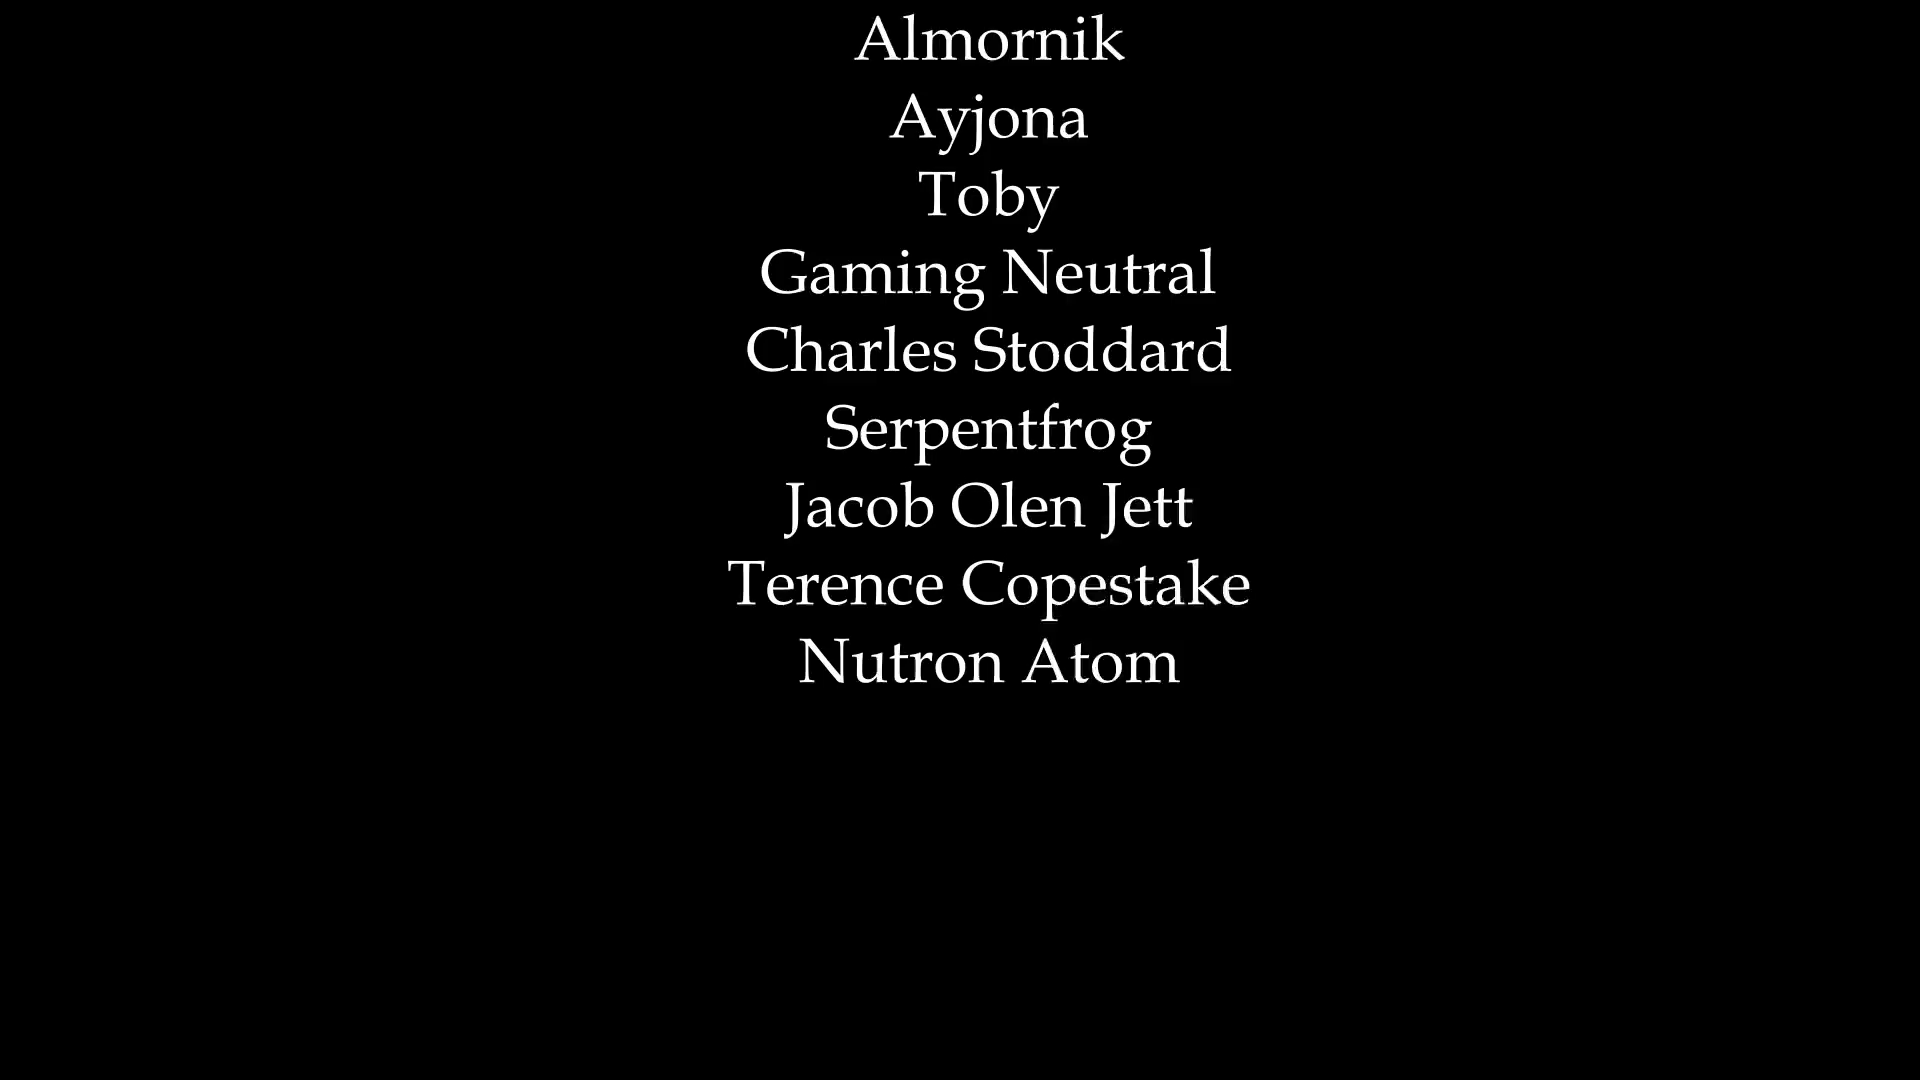 Almornik
Ayjona
Toby
Gaming Neutral
Charles Stoddard
Serpentfrog
Jacob Olen Jett
Terence Copestake
Nutron Atom